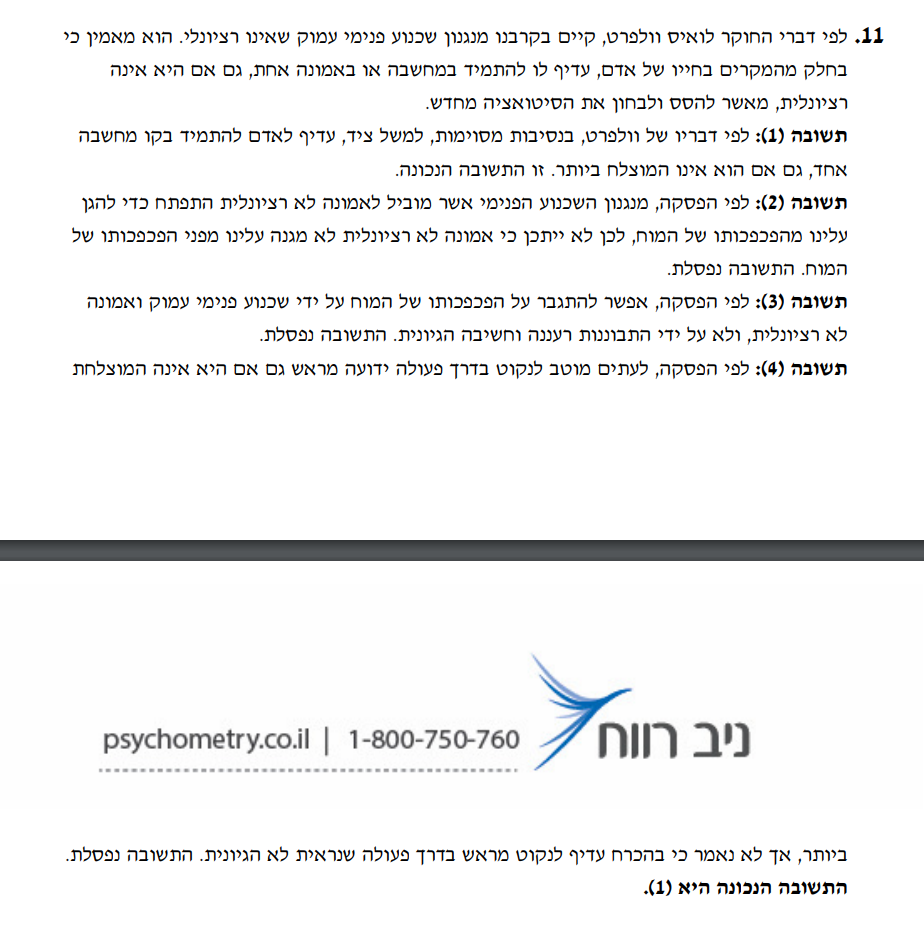 11. לפי דברי החוקר לואיס וולפרט, קיים בקרבנו מנגנון שכנוע פנימי עמוק שאינו רציונלי. הוא מאמין כי
בחלק מהמקרים בחייו של אדם, עדיף לו להתמיד במחשבה או באמונה אחת, גם אם היא אינה
רציונלית, מאשר להסס ולבחון את הסיטואציה מחדש.
תשובה (1): לפי דבריו של וולפרט, בנסיבות מסוימות, למשל ציד, עדיף לאדם להתמיד בקו מחשבה
אחד, גם אם הוא אינו המוצלח ביותר. זו התשובה הנכונה.
תשובה (2): לפי הפסקה, מנגנון השכנוע הפנימי אשר מוביל לאמונה לא רציונלית התפתח כדי להגן
עלינו מהפכפכותו של המוח, לכן לא ייתכן כי אמונה לא רציונלית לא מגנה עלינו מפני הפכפכותו של
המוח. התשובה נפסלת.
תשובה (3): לפי הפסקה, אפשר להתגבר על הפכפכותו של המוח על ידי שכנוע פנימי עמוק ואמונה
לא רציונלית, ולא על ידי התבוננות רעננה וחשיבה הגיונית. התשובה נפסלת.
תשובה (4): לפי הפסקה, לעתים מוטב לנקוט בדרך פעולה ידועה מראש גם אם היא אינה המוצלחת
ניב רווח
psychometry.co.il | 1-800-750-760
ביותר, אך לא נאמר כי בהכרח עדיף לנקוט מראש בדרך פעולה שנראית לא הגיונית. התשובה נפסלת.
התשובה הנכונה היא (1).